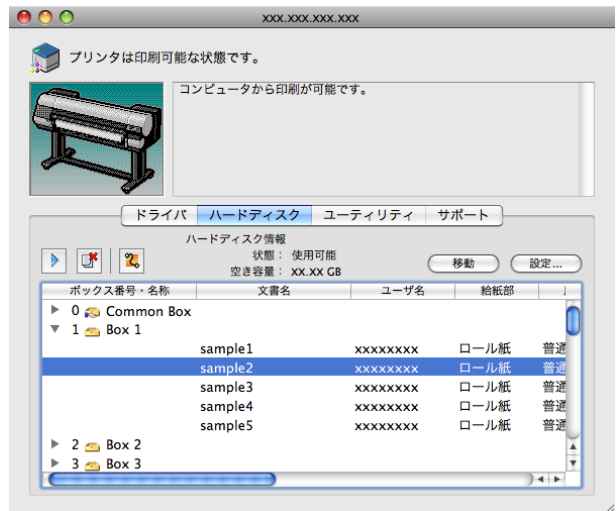 xxx.xxx.xxx.xxx
プリンタは印刷可能な状態です。
コンピュータから印刷が可能です。
ドライバ ハードディスク ユーティリティ サポート
ハードディスク情報
状態： 使用可能
空き容量： XX.XX GB
移動 設定...
ボックス番号・名称 文書名 ユーザ名 給紙部
0 Common Box
1 Box 1
sample1 xxxxxxxx ロール紙 普通
sample2 xxxxxxxx ロール紙 普通
sample3 xxxxxxxx ロール紙 普通
sample4 xxxxxxxx ロール紙 普通
sample5 xxxxxxxx ロール紙 普通
2 Box 2
3 Box 3